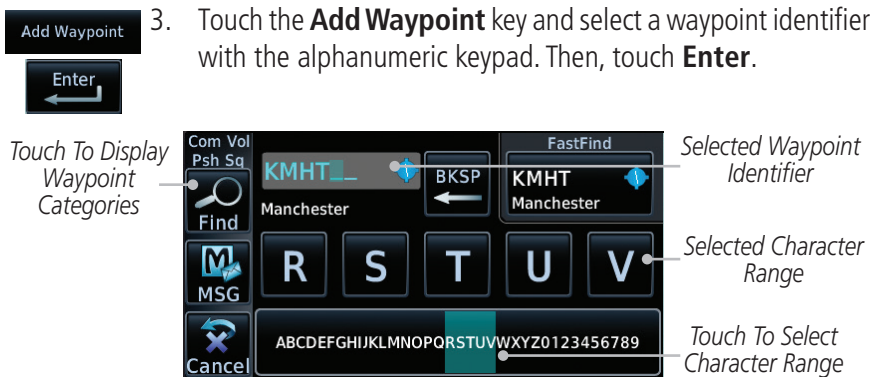 Add Waypoint
Enter
3. Touch the Add Waypoint key and select a waypoint identifier
with the alphanumeric keypad. Then, touch Enter.
Touch To Display
Waypoint
Categories
Com Vol
Psh Sq
Find
MSG
Cancel
KMHT_
Manchester
BKSP
FastFind
KMHT
Manchester
R S T U V
ABCDEFGHIJKLMNOPQRSTUVWXYZ0123456789
Selected Waypoint
Identifier
Selected Character
Range
Touch To Select
Character Range